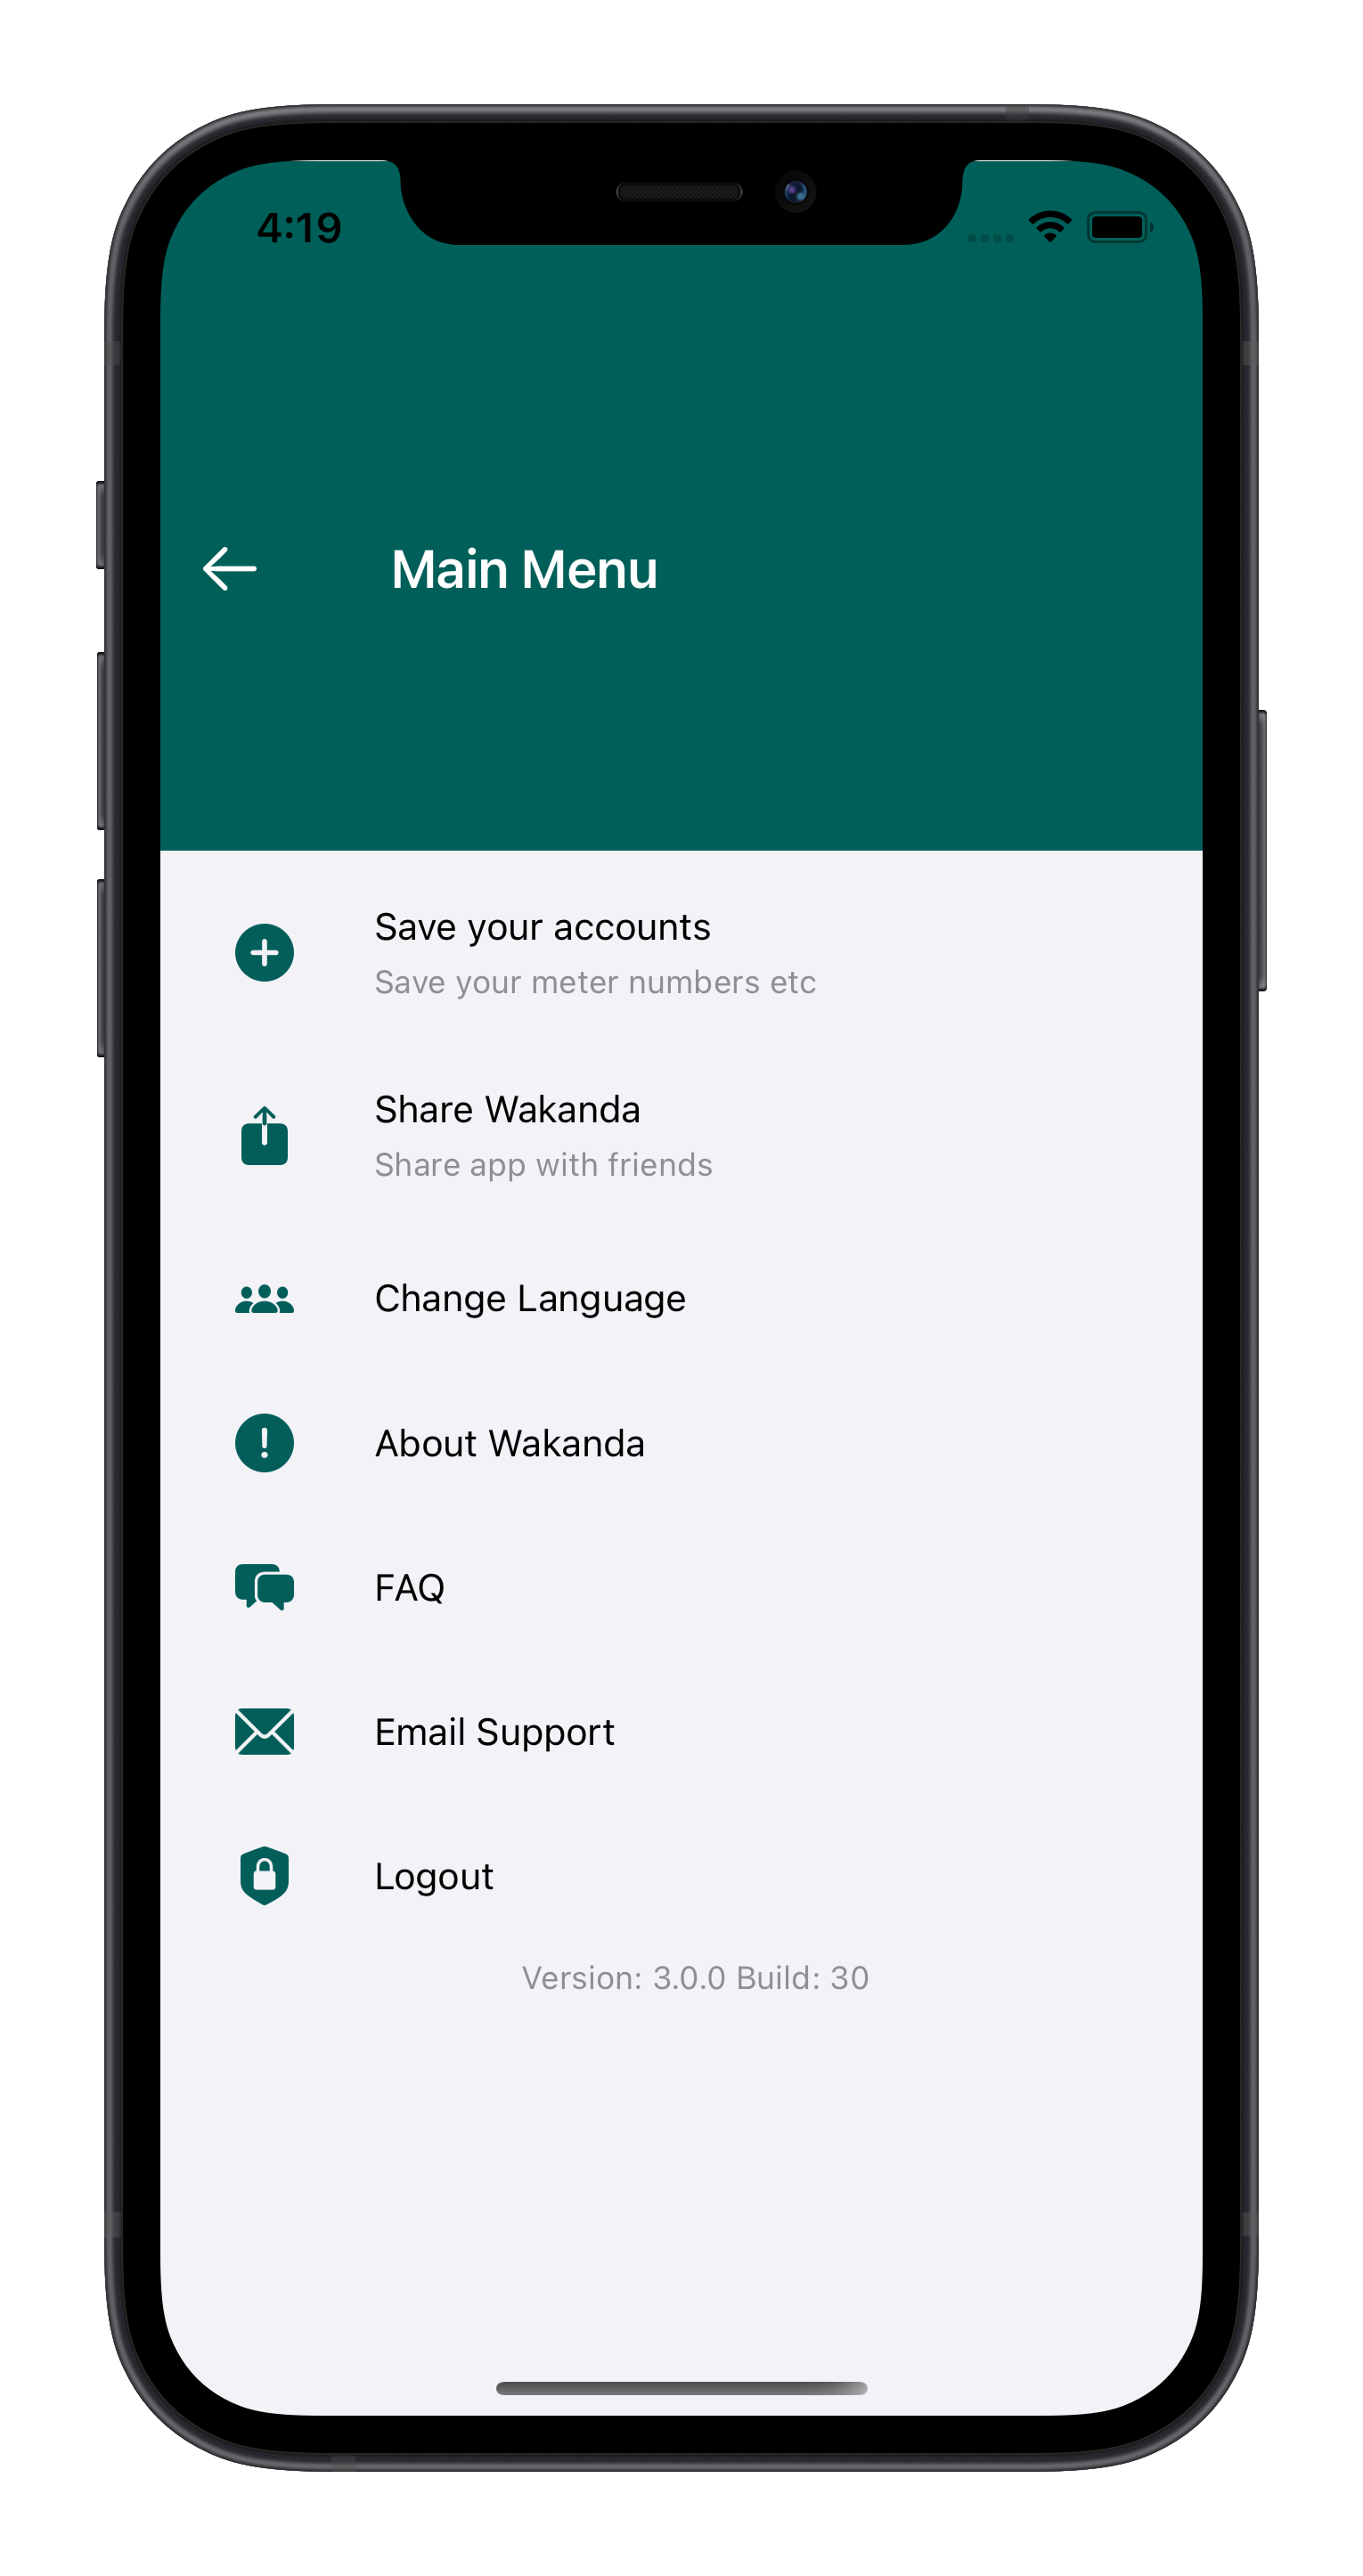 4:19
Main Menu
Save your accounts
Save your meter numbers etc
Share Wakanda
Share app with friends
Change Language
About Wakanda
FAQ
Email Support
Logout
Version: 3.0.0 Build: 30